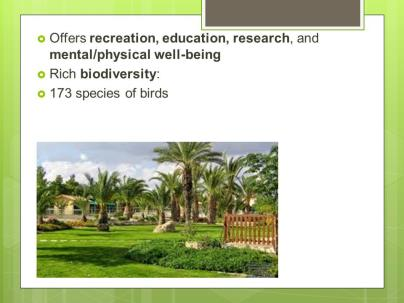 Offers recreation, education, research, and
mental/physical well-being
Rich biodiversity:
173 species of birds